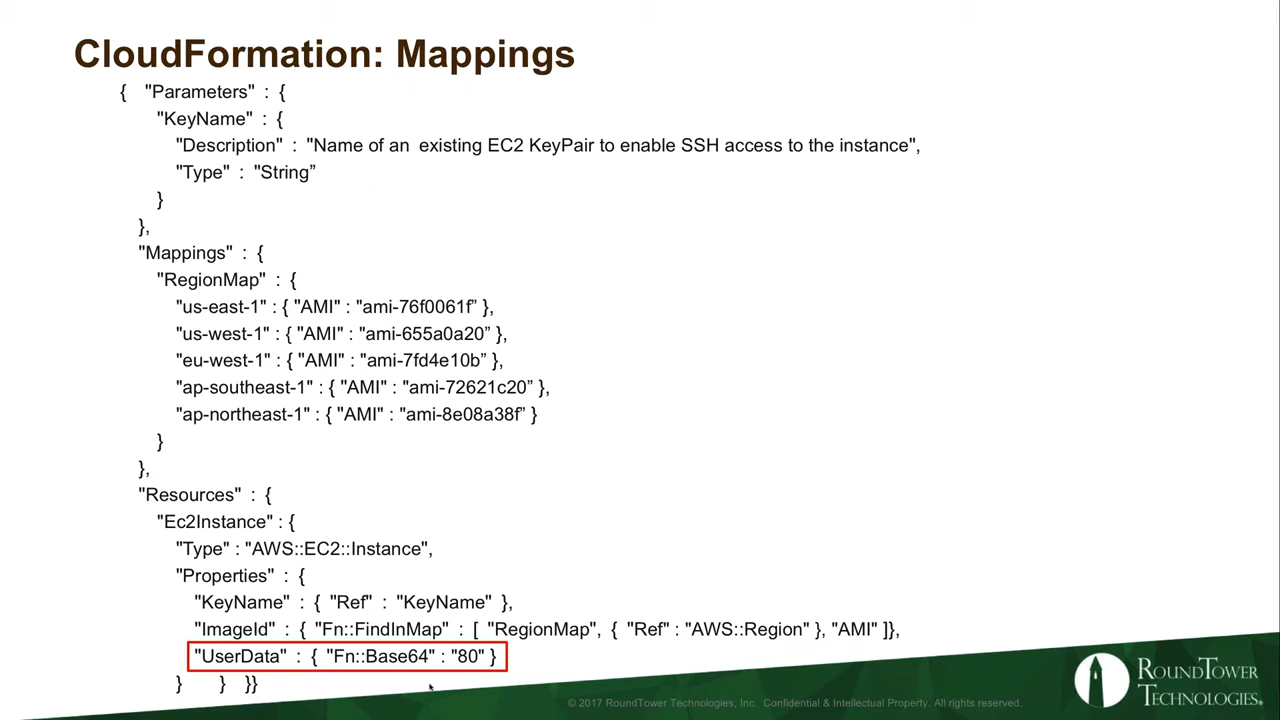 CloudFormation: Mappings
{ "Parameters" : {
"KeyName" : {
"Description" : "Name of an existing EC2 KeyPair to enable SSH access to the instance",
"Type" : "String”
}
},
"Mappings" : {
"RegionMap" : {
"us-east-1" : { "AMI" : "ami-76f0061f” },
"us-west-1" : { "AMI" : "ami-655a0a20” },
"eu-west-1" : { "AMI" : "ami-7fd4e10b” },
"ap-southeast-1" : { "AMI" : "ami-72621c20” },
"ap-northeast-1" : { "AMI" : "ami-8e08a38f” }
}
},
"Resources" : {
"Ec2Instance" : {
"Type" : "AWS::EC2::Instance",
"Properties" : {
"KeyName" : { "Ref" : "KeyName" },
"ImageId" : { "Fn::FindInMap" : [ "RegionMap", { "Ref" : "AWS::Region" }, "AMI" ]},
"UserData" : { "Fn::Base64" : "80" }
} } }}
© 2017 RoundTower Technologies, Inc. Confidential & Intellectual Property. All rights reserved.
ROUNDTOWER
TECHNOLOGIES®